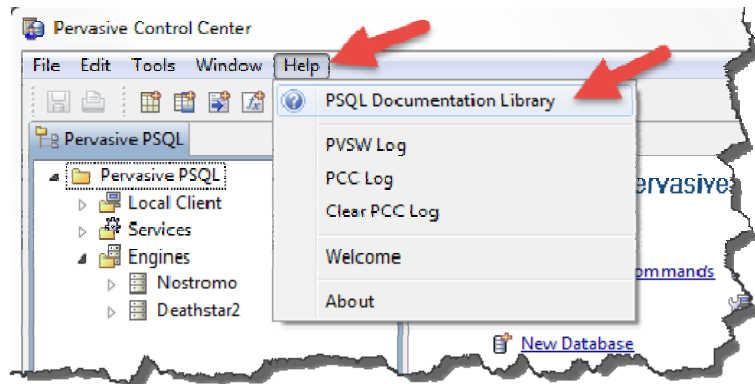 Pervasive Control Center
File Edit Tools Window Help
PSQL Documentation Library
Pervasive PSQL
PVSW Log
Pervasive PSQL
PCC Log
ervasive
Local Client
Clear PCC Log
Services
Engines
Welcome
Nostromo
ommands
Deathstar2
About
New Database